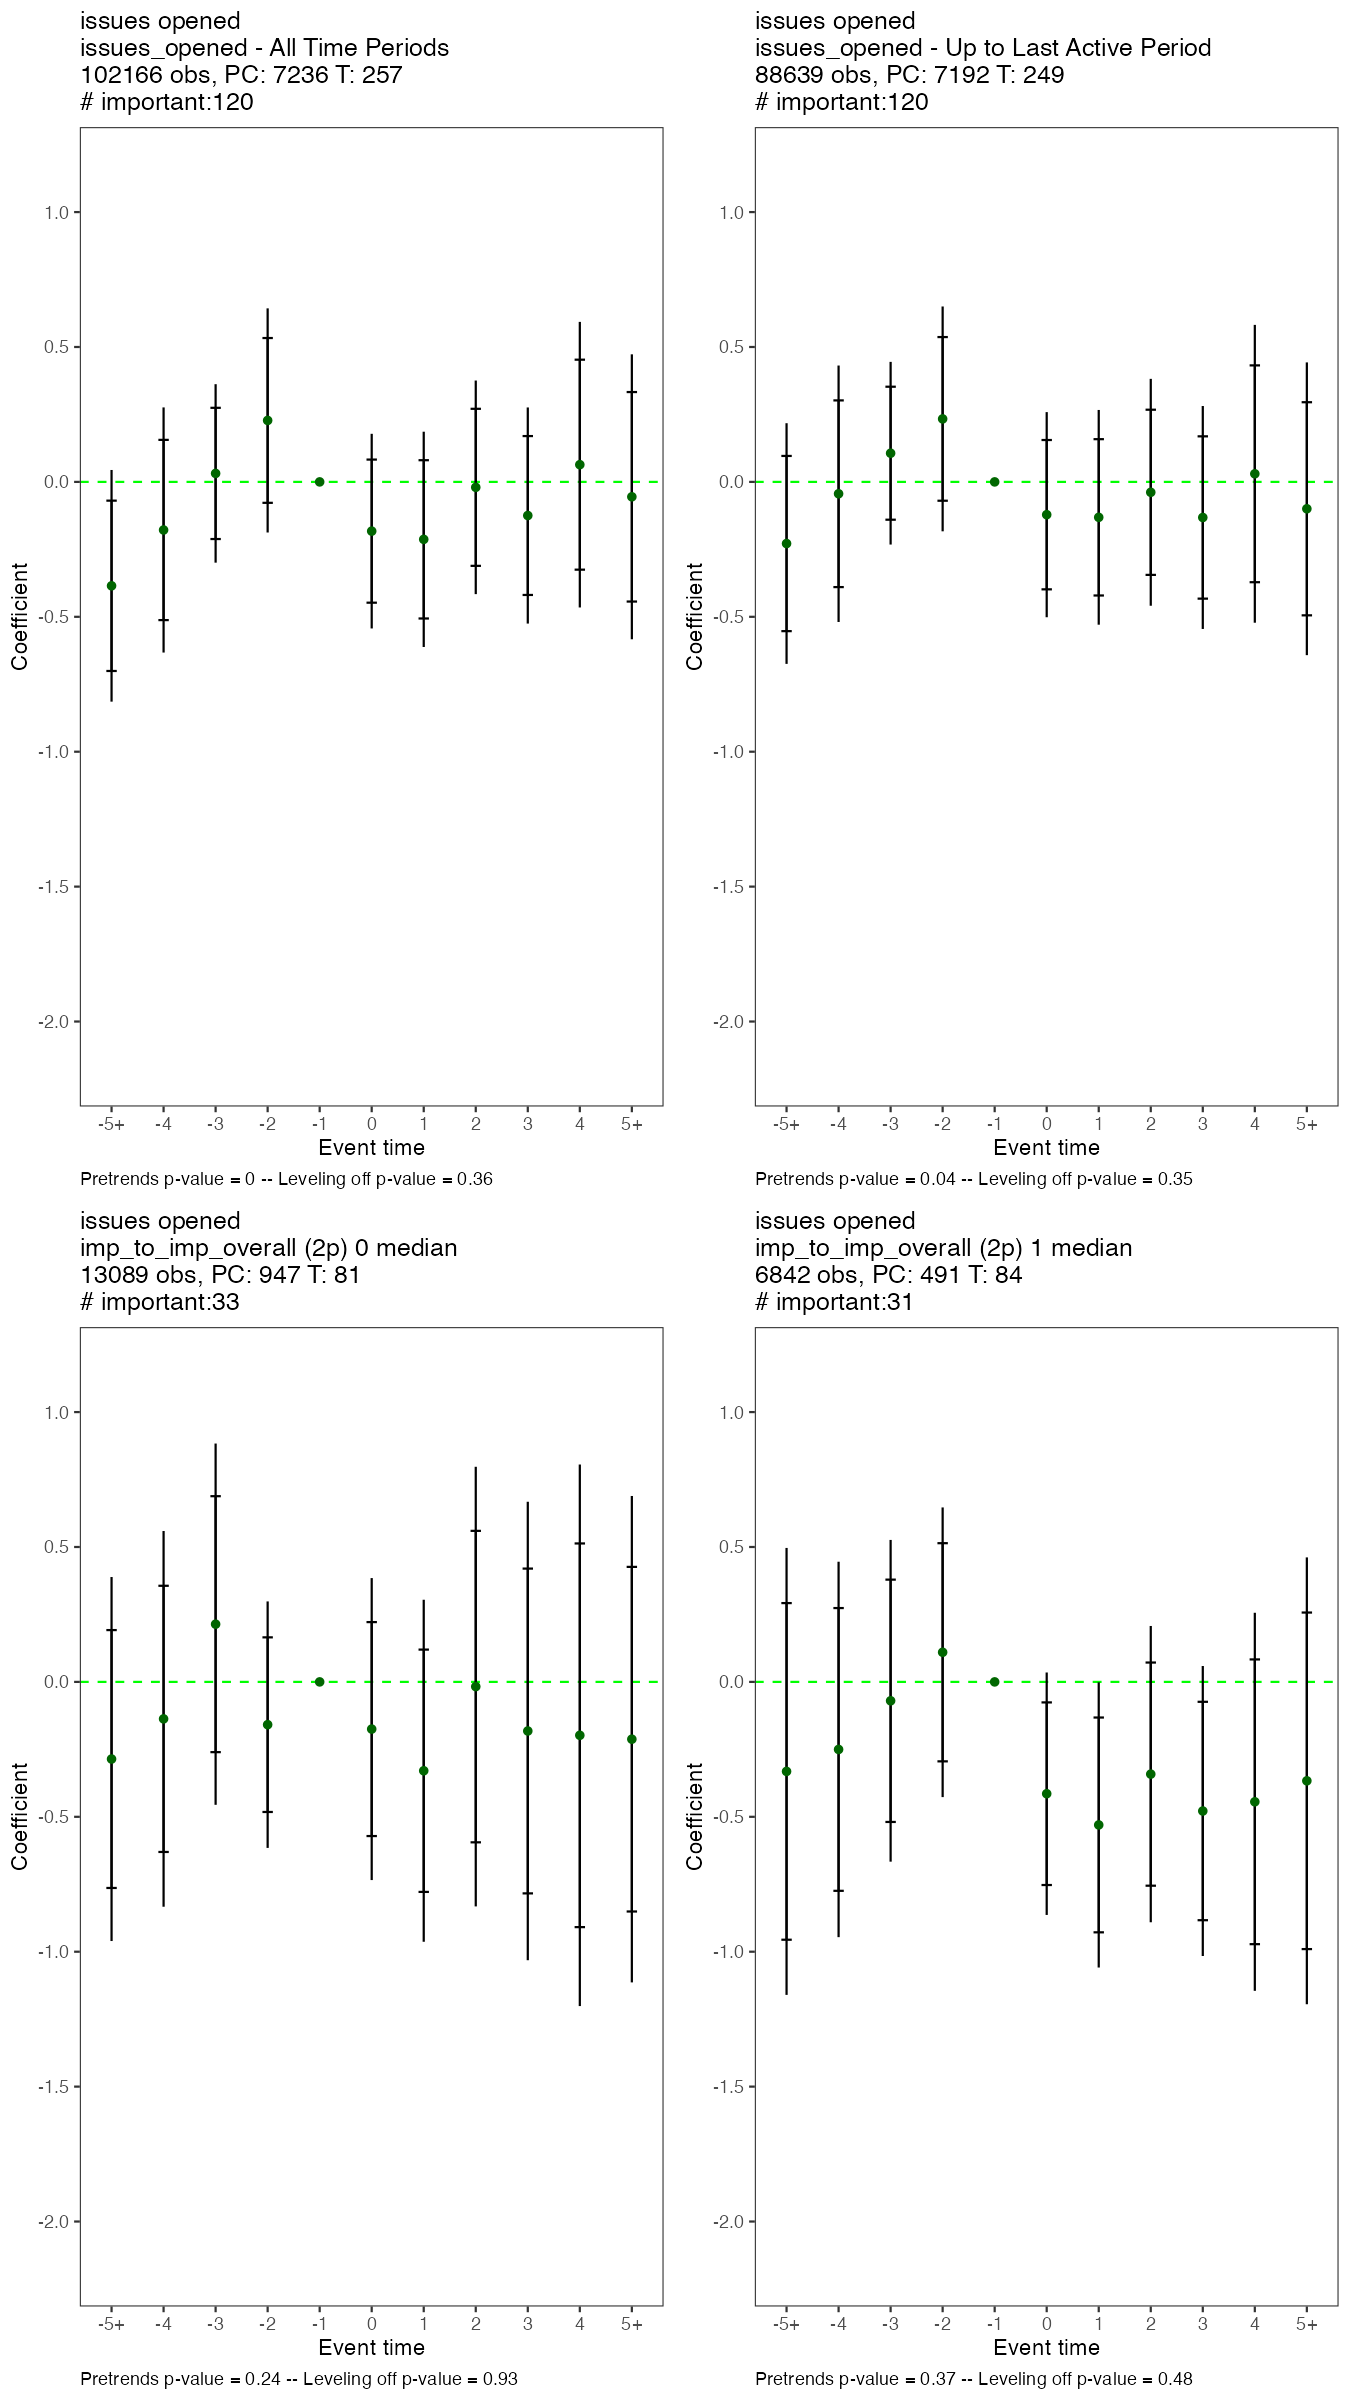 issues opened
issues_opened - All Time Periods
102166 obs, PC: 7236 T: 257
# important:120
1.0
0.5
0.0
-0.5
-1.0
-1.5
-2.0
Coefficient
-5+ -4 -3 -2 -1 0 1 2 3 4 5+
Event time
Pretrends p-value = 0 -- Leveling off p-value = 0.36
issues opened
issues_opened - Up to Last Active Period
88639 obs, PC: 7192 T: 249
# important:120
1.0
0.5
0.0
-0.5
-1.0
-1.5
-2.0
Coefficient
-5+ -4 -3 -2 -1 0 1 2 3 4 5+
Event time
Pretrends p-value = 0.04 -- Leveling off p-value = 0.35
issues opened
imp_to_imp_overall (2p) 0 median
13089 obs, PC: 947 T: 81
# important:33
1.0
0.5
0.0
-0.5
-1.0
-1.5
-2.0
Coefficient
-5+ -4 -3 -2 -1 0 1 2 3 4 5+
Event time
Pretrends p-value = 0.24 -- Leveling off p-value = 0.93
issues opened
imp_to_imp_overall (2p) 1 median
6842 obs, PC: 491 T: 84
# important:31
1.0
0.5
0.0
-0.5
-1.0
-1.5
-2.0
Coefficient
-5+ -4 -3 -2 -1 0 1 2 3 4 5+
Event time
Pretrends p-value = 0.37 -- Leveling off p-value = 0.48